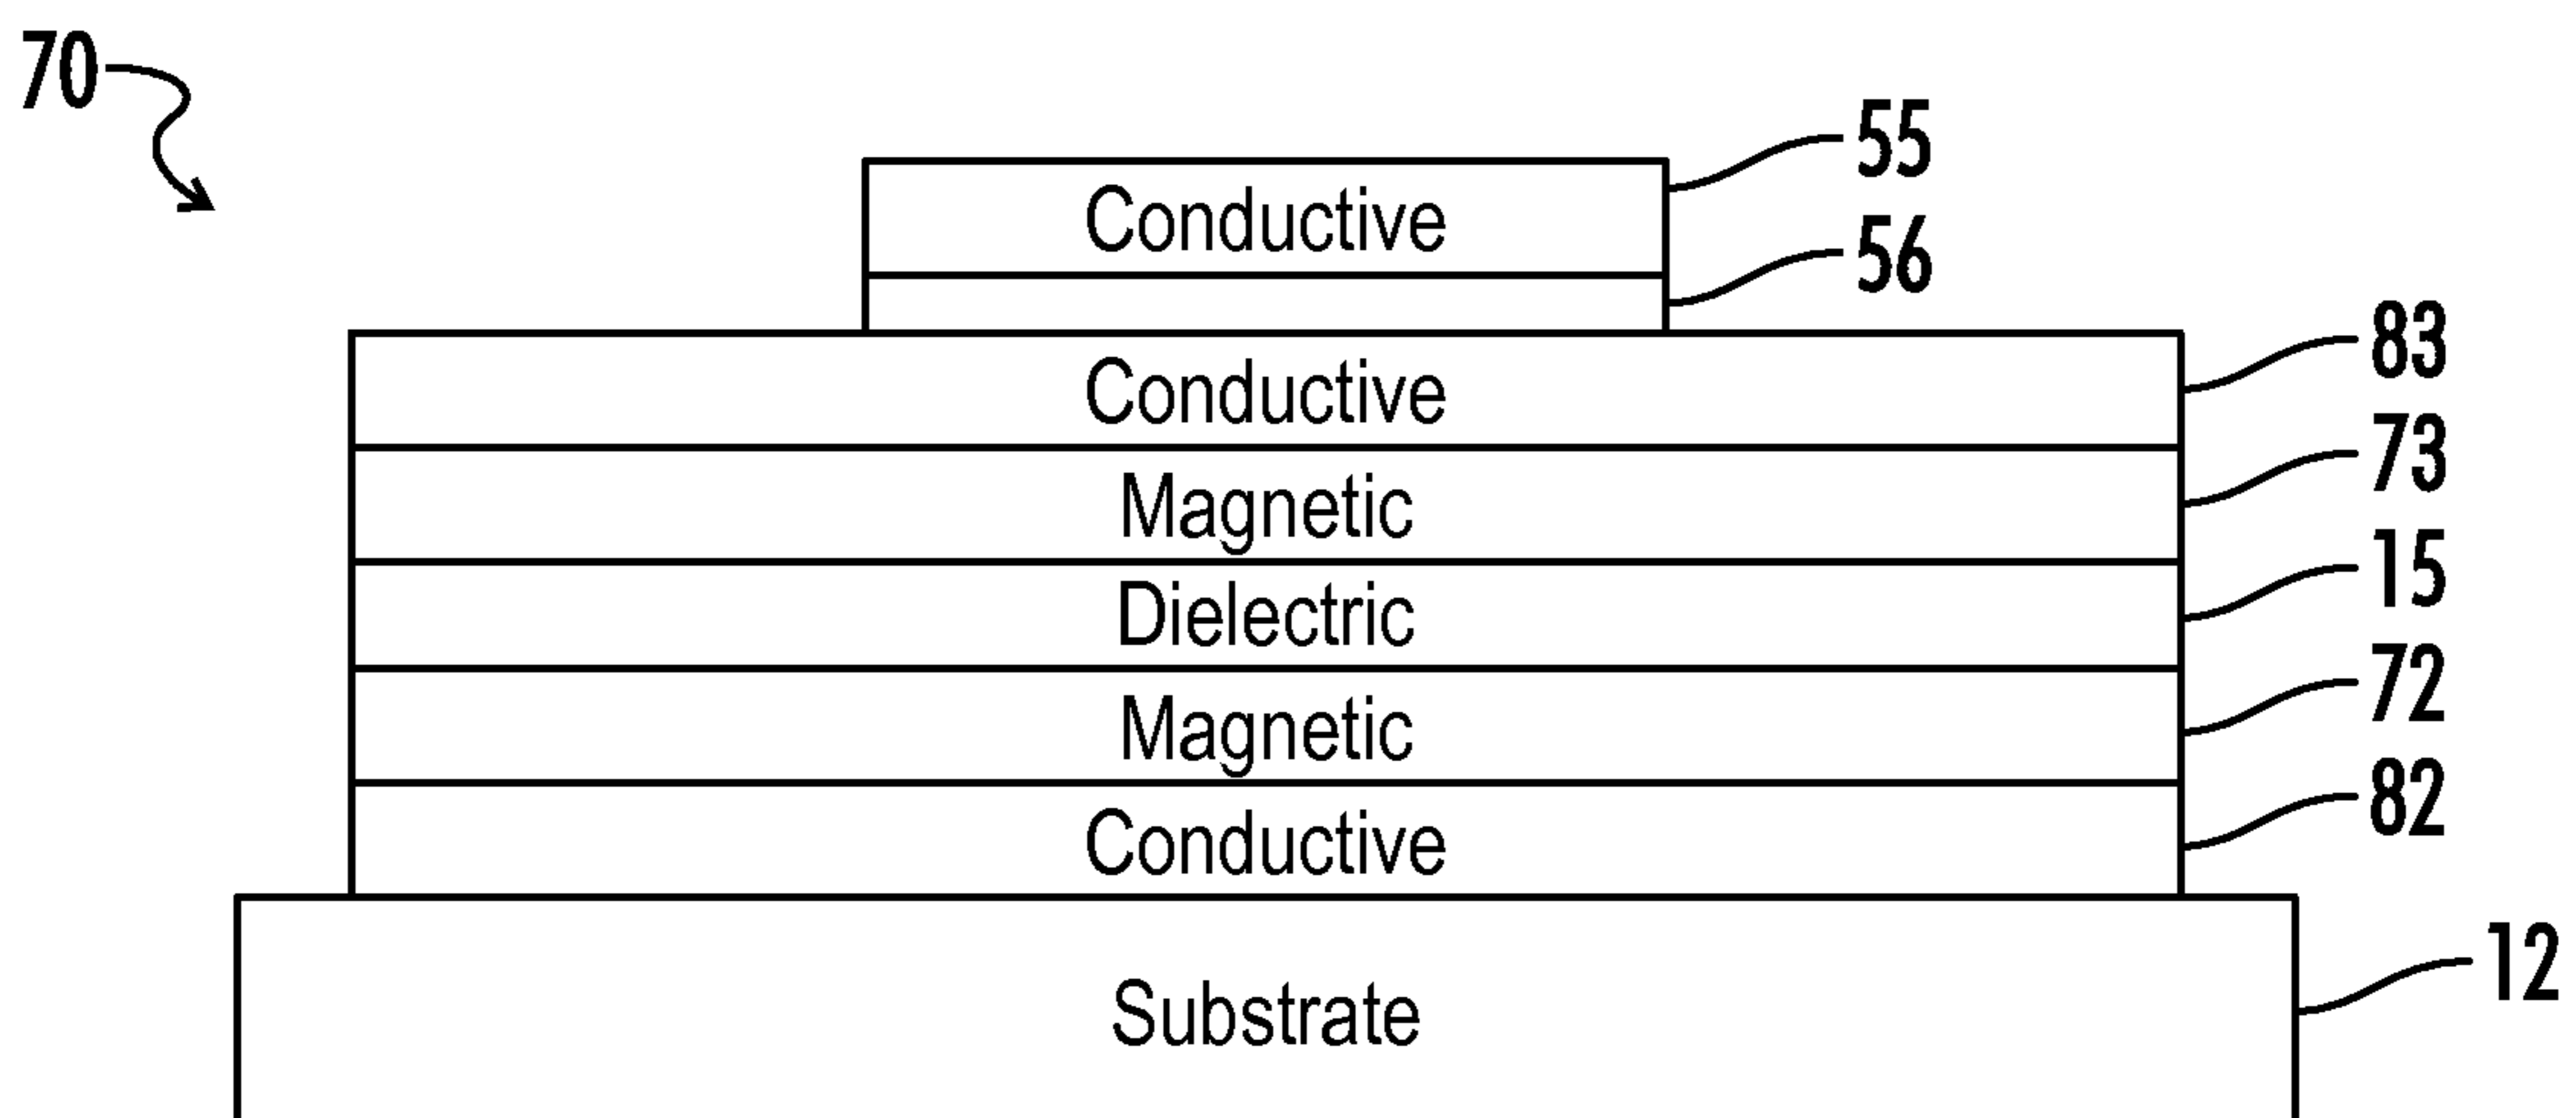 70
55
Conductive
56
83
Conductive
73
Magnetic
15
Dielectric
72
Magnetic
82
Conductive
12
Substrate